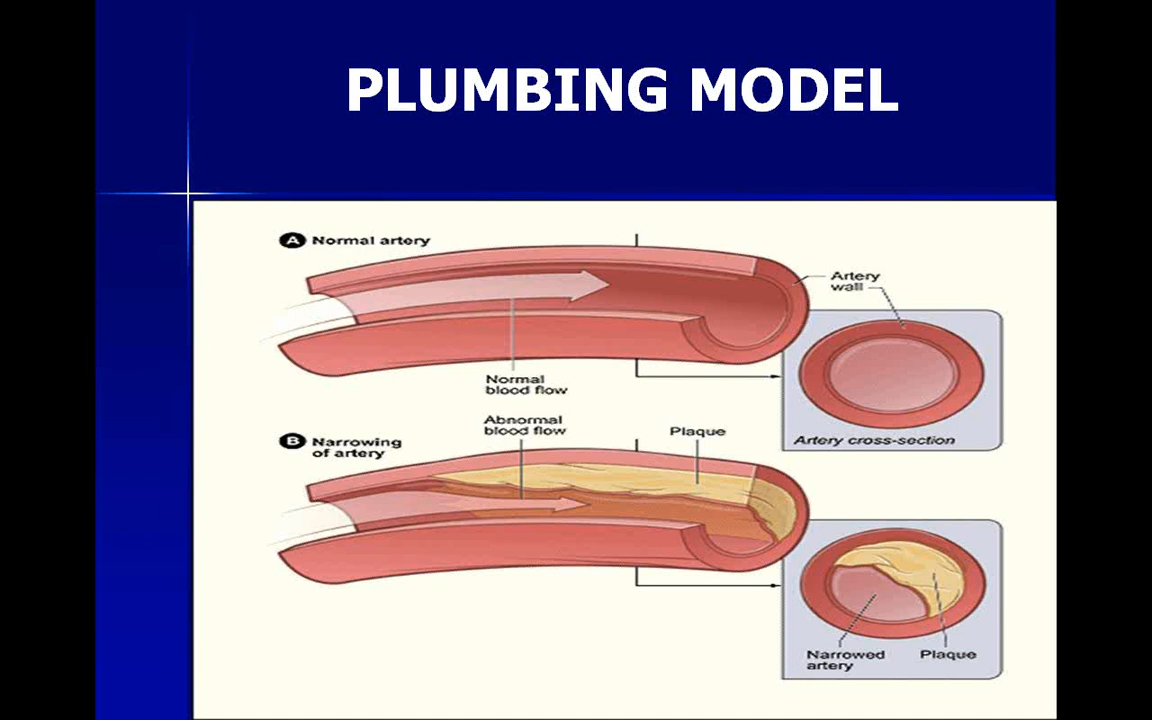 PLUMBING MODEL
A Normal artery
Artery
wall
Normal
blood flow
Artery cross-section
Abnormal
blood flow
Plaque
B Narrowing
of artery
Narrowed
artery
Plaque